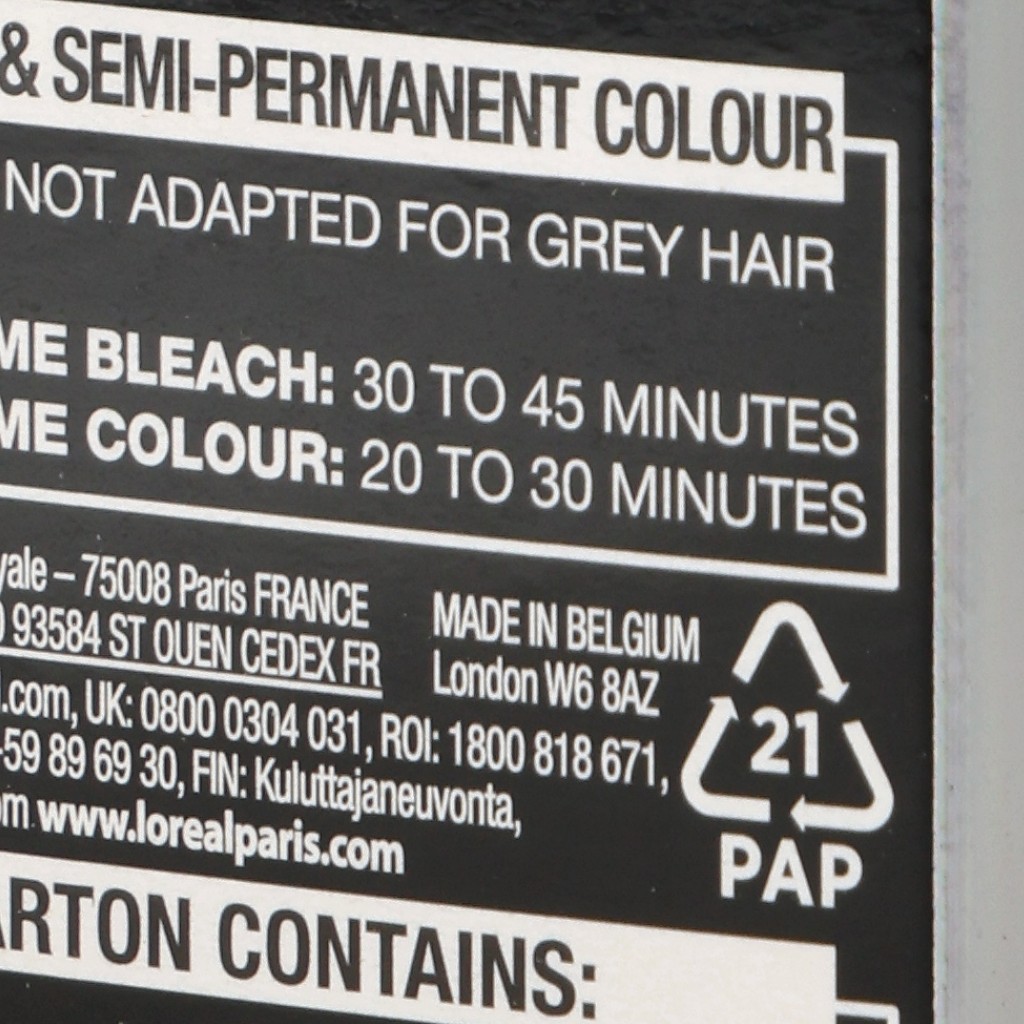 & SEMI-PERMANENT COLOUR
NOT ADAPTED FOR GREY HAIR
ME BLEACH: 30 TO 45 MINUTES
ME COLOUR: 20 TO 30 MINUTES
yale – 75008 Paris FRANCE
93584 ST OUEN CEDEX FR
MADE IN BELGIUM
London W6 8AZ
.com, UK: 0800 0304 031, ROI: 1800 818 671,
-59 89 69 30, FIN: Kuluttajaneuvonta,
om www.lorealparis.com
21
PAP
ARTON CONTAINS: